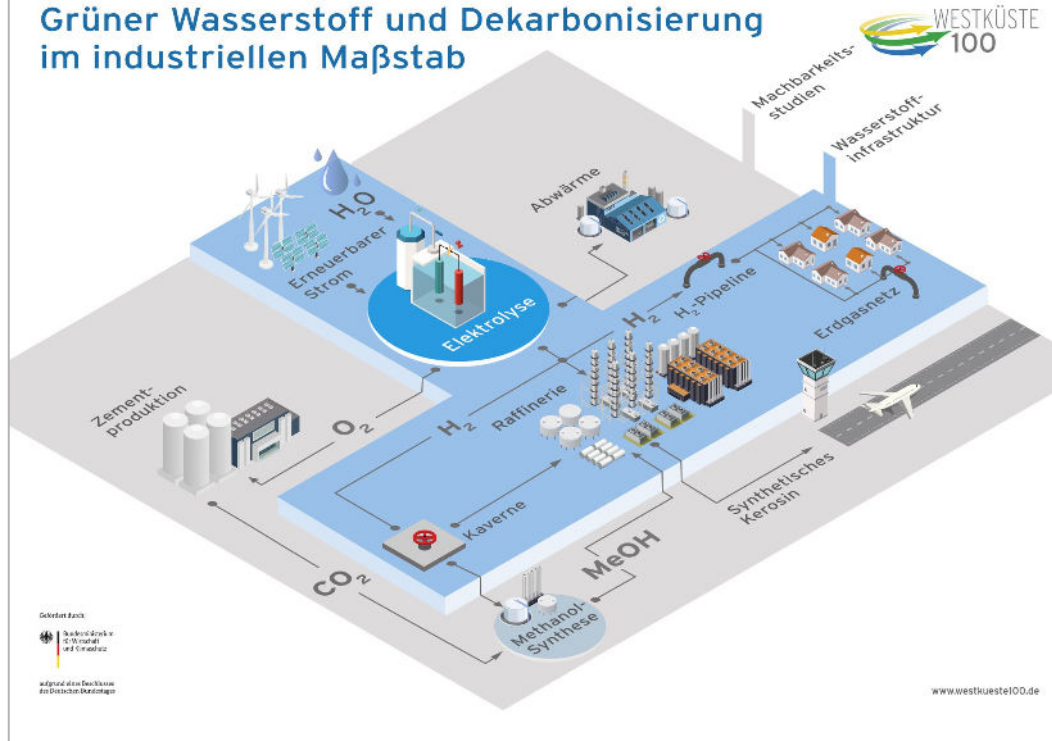 Grüner Wasserstoff und Dekarbonisierung
im industriellen Maßstab
WESTKÜSTE
100
Machbarkeits-
studien
Wasserstoff-
infrastruktur
H₂O
Erneuerbarer
Strom
Elektrolyse
Abwärme
H₂
H₂-Pipeline
Erdgasnetz
Zement-
produktion
O₂
H₂
Raffinerie
Synthetisches
Kerosin
Kaverne
CO₂
MeOH
Methanol-
Synthese
Gefördert durch:
Bundesministerium
für Wirtschaft
und Klimaschutz
aufgrund eines Beschlusses
des Deutschen Bundestages
www.westkueste100.de